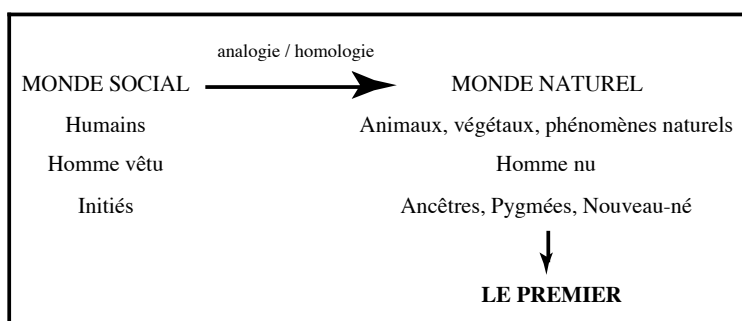 analogie / homologie
MONDE SOCIAL MONDE NATUREL
Humains Animaux, végétaux, phénomènes naturels
Homme vêtu Homme nu
Initiés Ancêtres, Pygmées, Nouveau-né
LE PREMIER